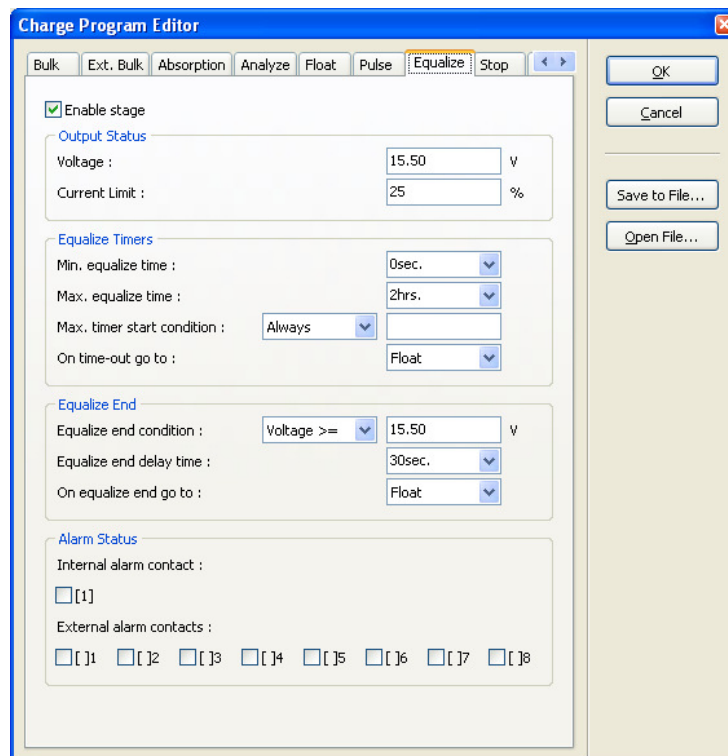 Charge Program Editor
Bulk Ext. Bulk Absorption Analyze Float Pulse Equalize Stop
OK
Cancel
Save to File...
Open File...
Enable stage
Output Status
Voltage : 15.50 V
Current Limit : 25 %
Equalize Timers
Min. equalize time : 0sec.
Max. equalize time : 2hrs.
Max. timer start condition : Always
On time-out go to : Float
Equalize End
Equalize end condition : Voltage >= 15.50 V
Equalize end delay time : 30sec.
On equalize end go to : Float
Alarm Status
Internal alarm contact :
[1]
External alarm contacts :
[ ]1 [ ]2 [ ]3 [ ]4 [ ]5 [ ]6 [ ]7 [ ]8